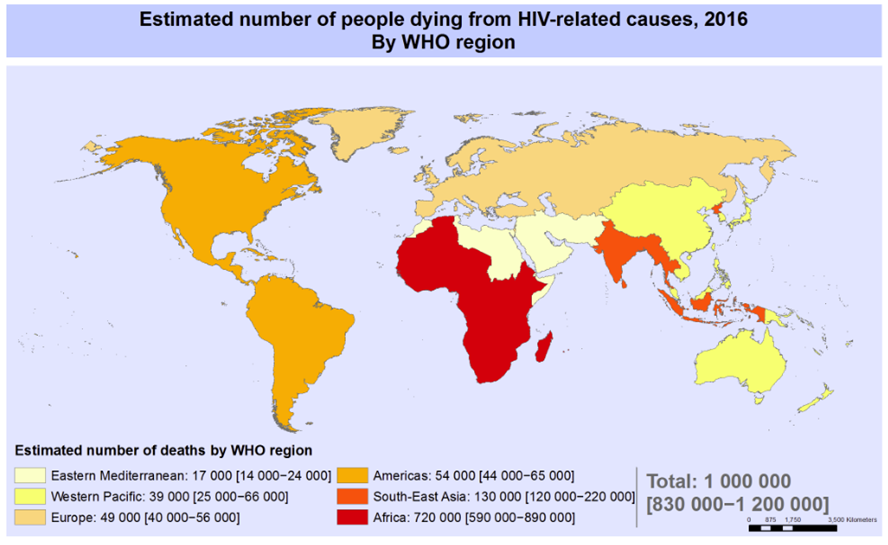 Estimated number of people dying from HIV-related causes, 2016
By WHO region
Estimated number of deaths by WHO region
Eastern Mediterranean: 17 000 [14 000−24 000]
Western Pacific: 39 000 [25 000−66 000]
Europe: 49 000 [40 000−56 000]
Americas: 54 000 [44 000−65 000]
South-East Asia: 130 000 [120 000−220 000]
Africa: 720 000 [590 000−890 000]
Total: 1 000 000
[830 000−1 200 000]
0 875 1,750 3,500 Kilometers